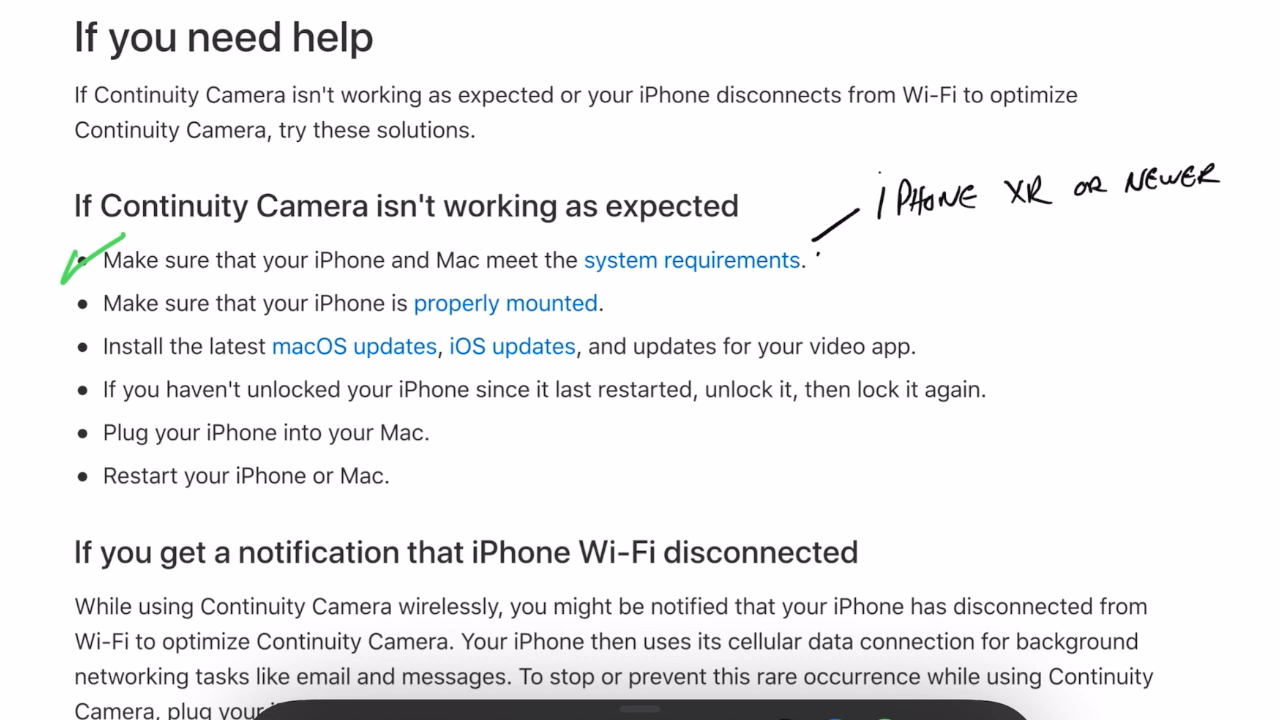 If you need help
If Continuity Camera isn't working as expected or your iPhone disconnects from Wi-Fi to optimize
Continuity Camera, try these solutions.
iPHONE XR OR NEWER
If Continuity Camera isn't working as expected
• Make sure that your iPhone and Mac meet the system requirements.
• Make sure that your iPhone is properly mounted.
• Install the latest macOS updates, iOS updates, and updates for your video app.
• If you haven't unlocked your iPhone since it last restarted, unlock it, then lock it again.
• Plug your iPhone into your Mac.
• Restart your iPhone or Mac.
If you get a notification that iPhone Wi-Fi disconnected
While using Continuity Camera wirelessly, you might be notified that your iPhone has disconnected from
Wi-Fi to optimize Continuity Camera. Your iPhone then uses its cellular data connection for background
networking tasks like email and messages. To stop or prevent this rare occurrence while using Continuity
Camera, plug your